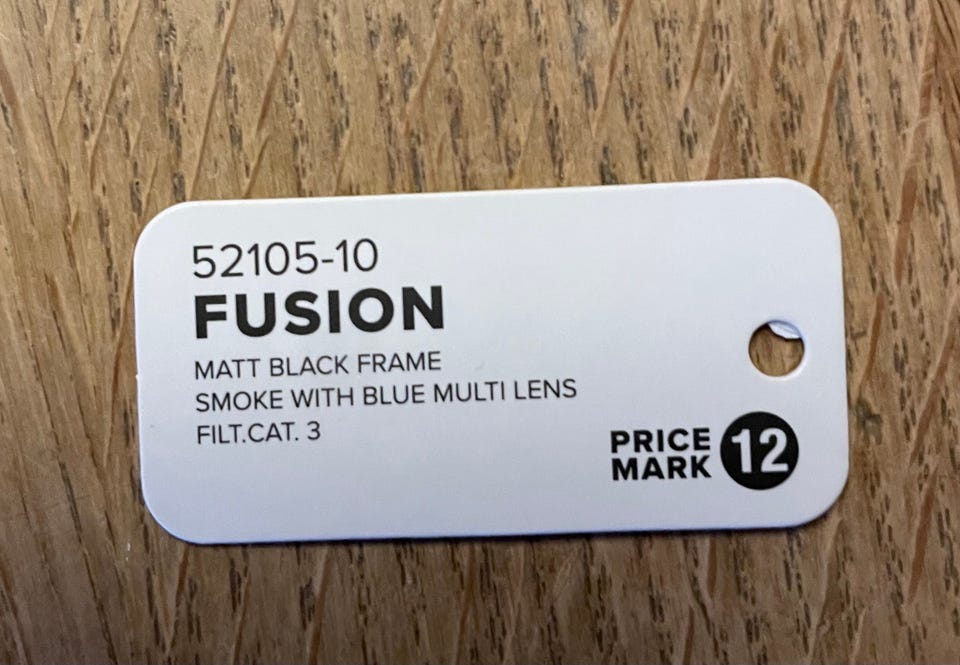 52105-10
FUSION
MATT BLACK FRAME
SMOKE WITH BLUE MULTI LENS
FILT.CAT. 3
PRICE
MARK 12